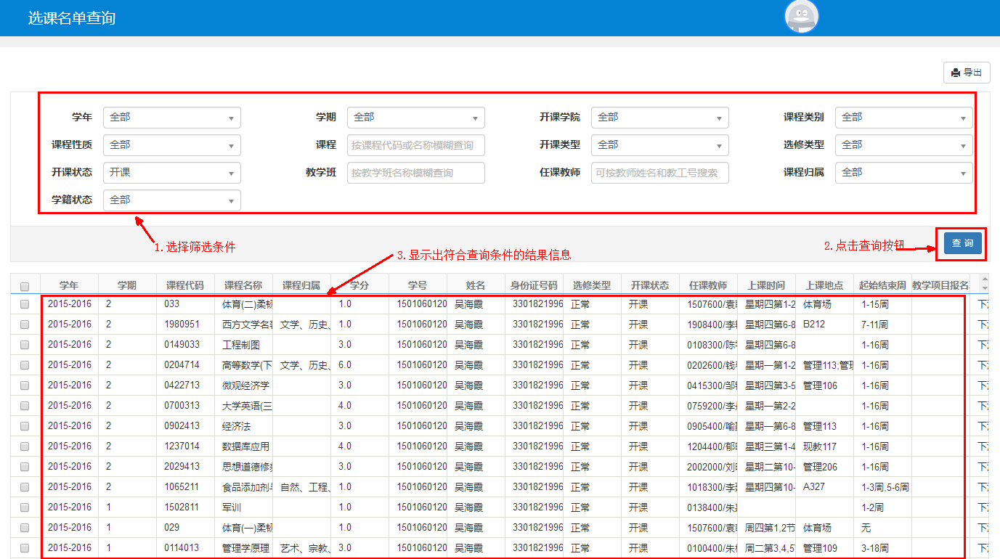 选课名单查询
导出
学年 全部 学期 全部 开课学院 全部 课程类别 全部
课程性质 全部 课程 按课程代码或名称模糊查询 开课类型 全部 选修类型 全部
开课状态 开课 教学班 按教学班名称模糊查询 任课教师 可按教师姓名和教工号搜索 课程归属 全部
学籍状态 全部
1.选择筛选条件
2.点击查询按钮
查 询
3.显示出符合查询条件的结果信息
学年 学期 课程代码 课程名称 课程归属 学分 学号 姓名 身份证号码 选修类型 开课状态 任课教师 上课时间 上课地点 起始结束周 教学项目报名
2015-2016 2 033 体育(二)柔韧 1.0 1501060120 吴海霞 3301821996 正常 开课 1507600/袁 星期四第1-2 体育场 1-15周 下
2015-2016 2 1980951 西方文学名著 文学、历史、 1.0 1501060120 吴海霞 3301821996 正常 开课 1908400/李 星期四第6-8 B212 7-11周 下
2015-2016 2 0149033 工程制图 3.0 1501060120 吴海霞 3301821996 正常 开课 0108300/陈 星期四第6-8 1-16周 下
2015-2016 2 0204714 高等数学(下 文学、历史、 6.0 1501060120 吴海霞 3301821996 正常 开课 0202600/钱 星期一第1-2 管理113;管理 1-16周 下
2015-2016 2 0422713 微观经济学 3.0 1501060120 吴海霞 3301821996 正常 开课 0415300/邹 星期四第3-5 管理106 1-16周 下
2015-2016 2 0700313 大学英语(三 4.0 1501060120 吴海霞 3301821996 正常 开课 0759200/李 星期一第2-2 1-16周 下
2015-2016 2 0902413 经济法 3.0 1501060120 吴海霞 3301821996 正常 开课 0905400/喻 星期一第6-8 管理113 1-16周 下
2015-2016 2 1237014 数据库应用 4.0 1501060120 吴海霞 3301821996 正常 开课 1204400/郁 星期三第1-4 现教117 1-16周 下
2015-2016 2 2029413 思想道德修养 3.0 1501060120 吴海霞 3301821996 正常 开课 2002000/刘 星期二第10- 管理206 1-16周 下
2015-2016 2 1065211 食品添加剂与 自然、工程、 1.0 1501060120 吴海霞 3301821996 正常 开课 1018300/李 星期四第10- A327 1-3周,5-6周 下
2015-2016 1 1502811 军训 1.0 1501060120 吴海霞 3301821996 正常 开课 0138400/朱 1-2周 下
2015-2016 1 029 体育(一)柔韧 1.0 1501060120 吴海霞 3301821996 正常 开课 1507600/袁 周四第1,2节 体育场 无 下
2015-2016 1 0114013 管理学原理 艺术、宗教、 3.0 1501060120 吴海霞 3301821996 正常 开课 0100400/朱 周二第3,4,5 管理109 3-18周 下